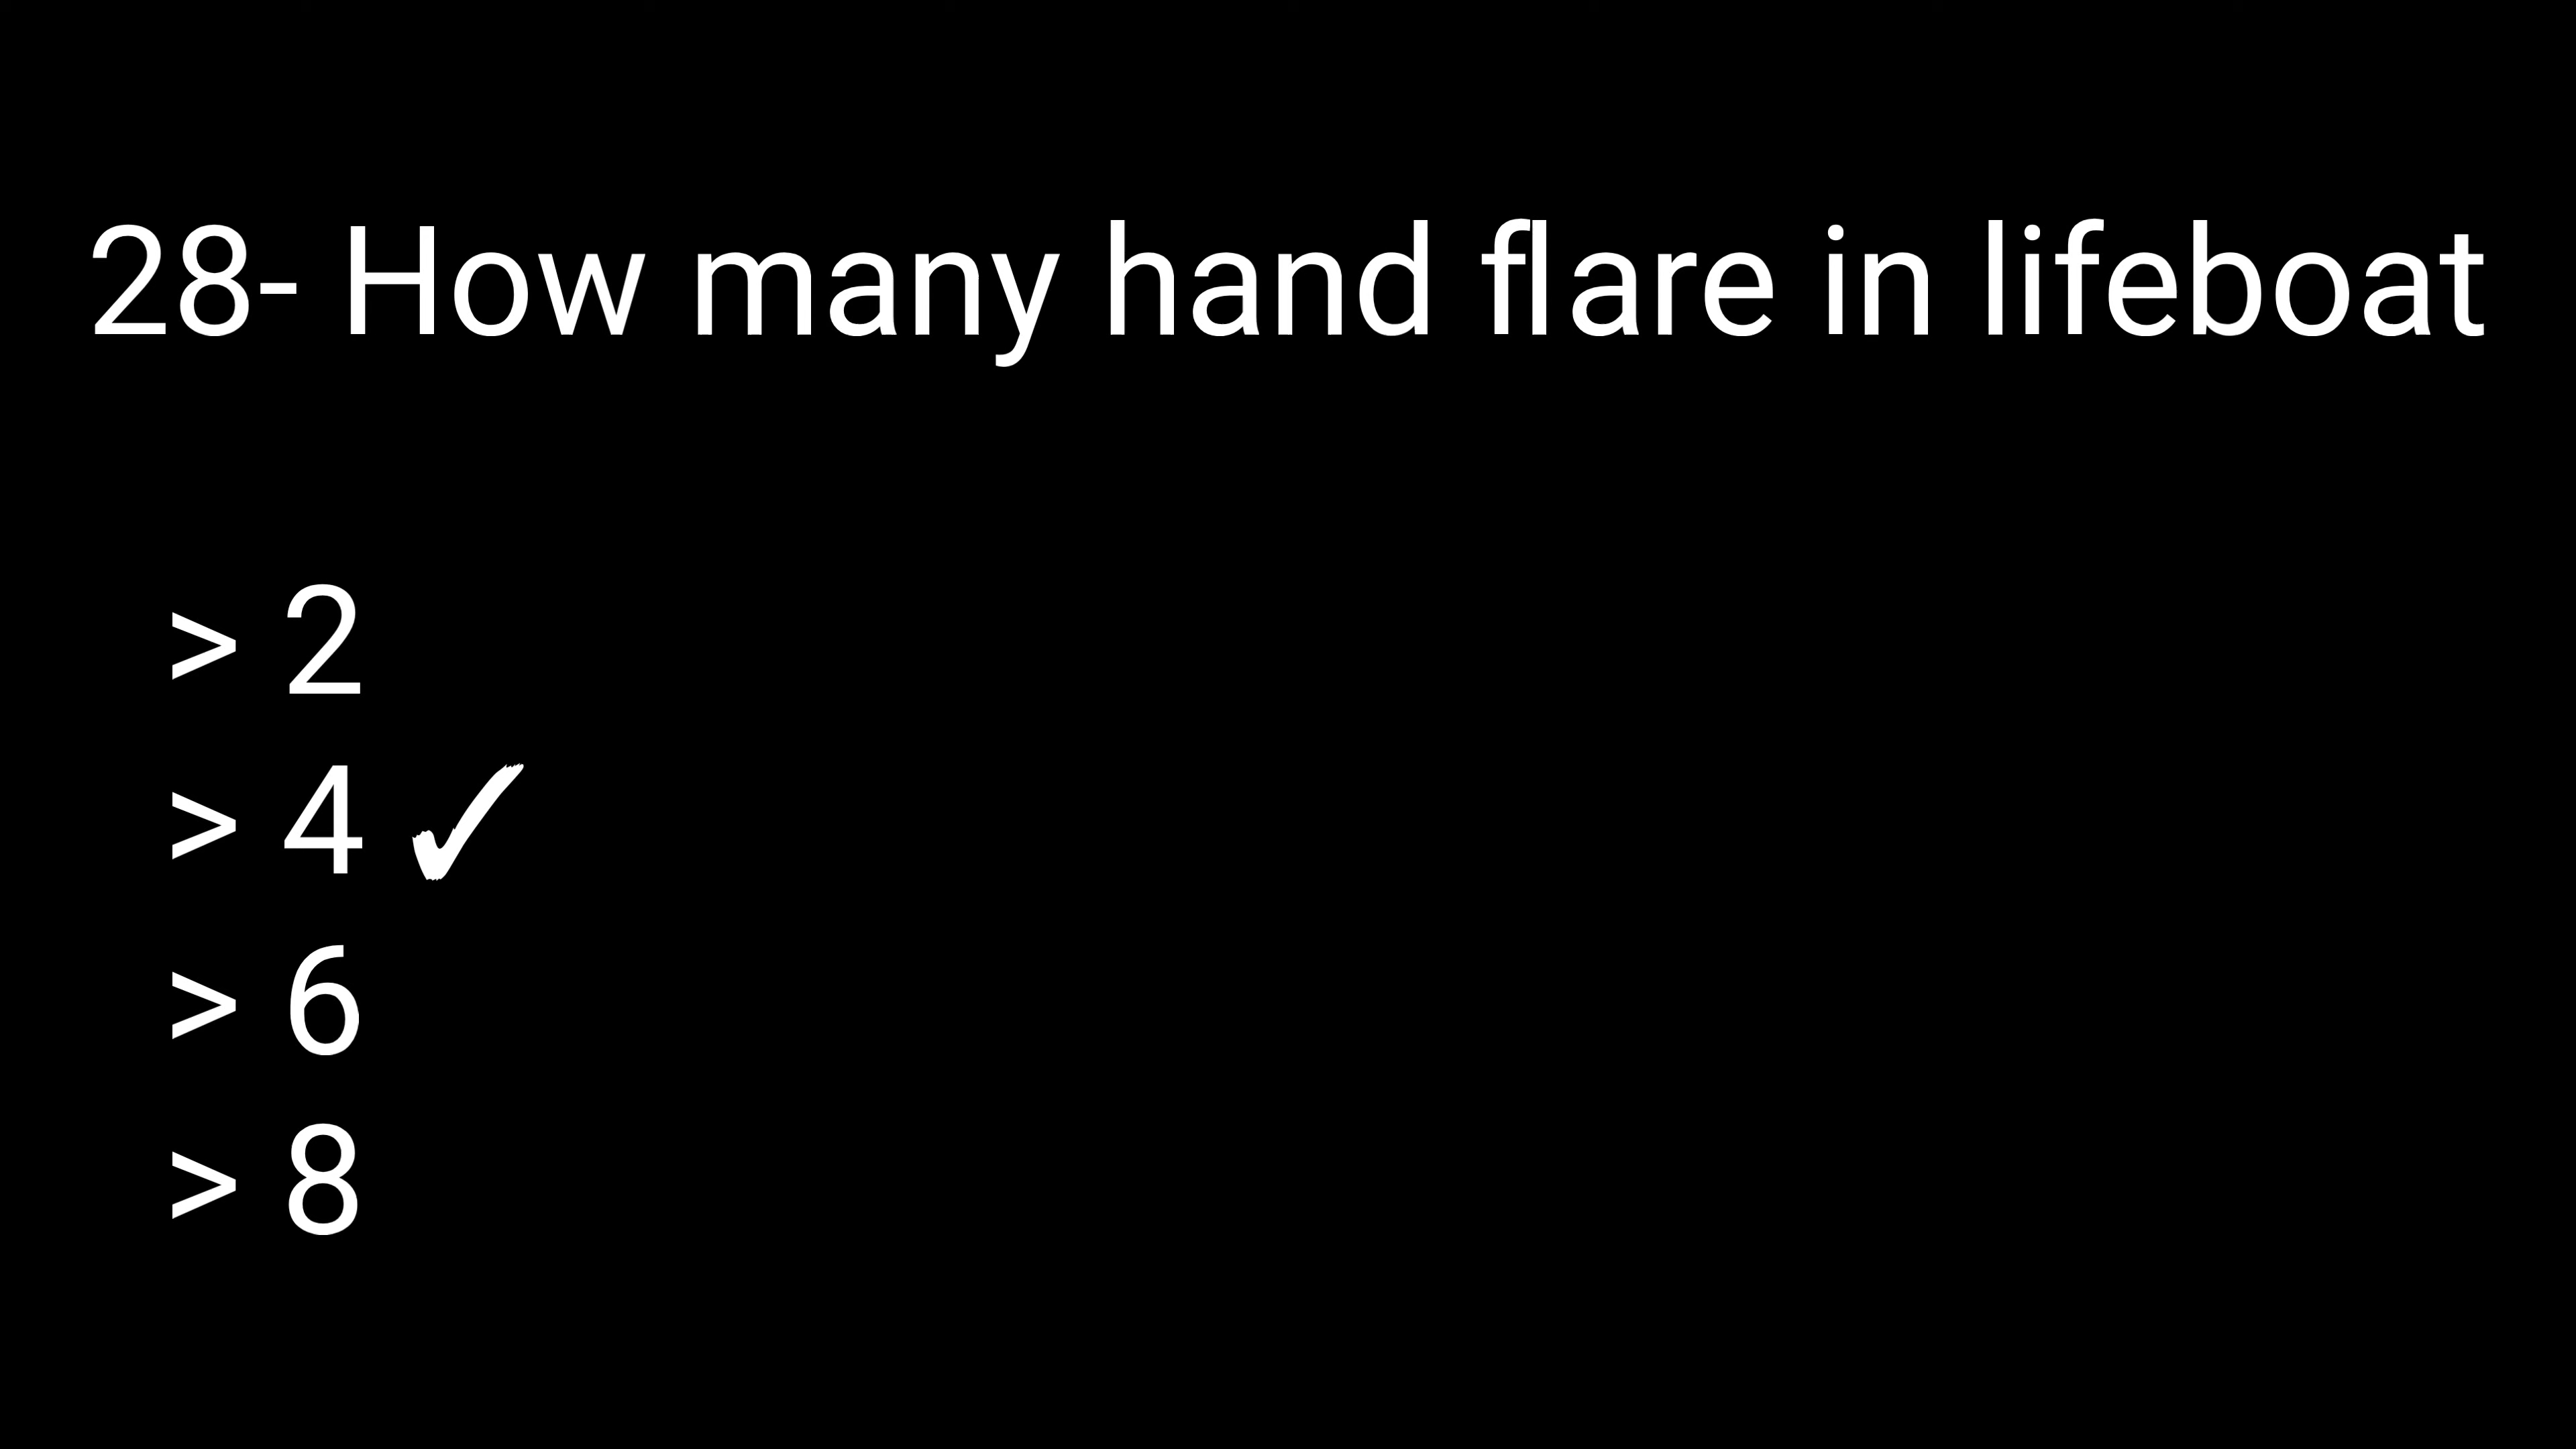 28- How many hand flare in lifeboat
> 2
> 4 ✓
> 6
> 8